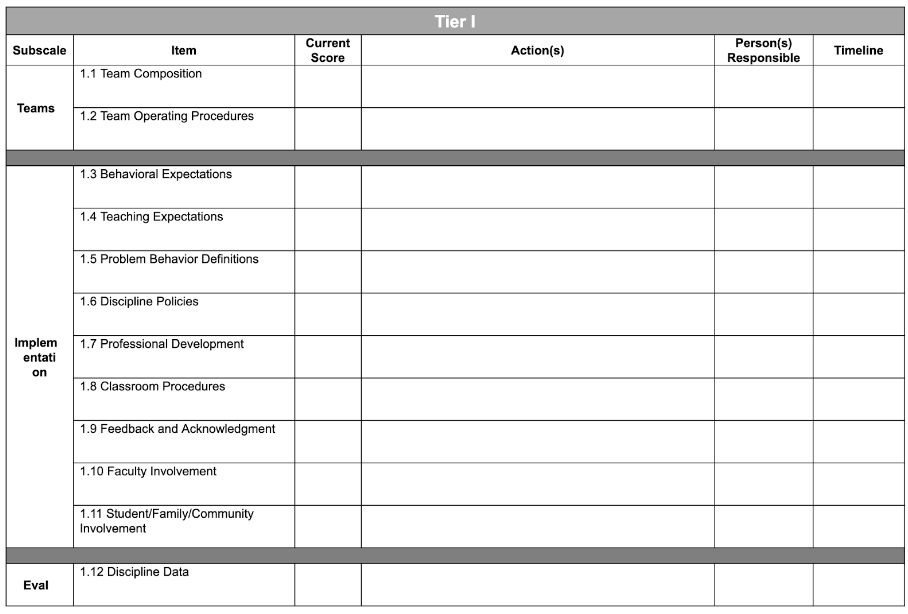 Tier I
Subscale Item Current Score Action(s) Person(s) Responsible Timeline
Teams
1.1 Team Composition
1.2 Team Operating Procedures
Implem
entati
on
1.3 Behavioral Expectations
1.4 Teaching Expectations
1.5 Problem Behavior Definitions
1.6 Discipline Policies
1.7 Professional Development
1.8 Classroom Procedures
1.9 Feedback and Acknowledgment
1.10 Faculty Involvement
1.11 Student/Family/Community
Involvement
Eval
1.12 Discipline Data